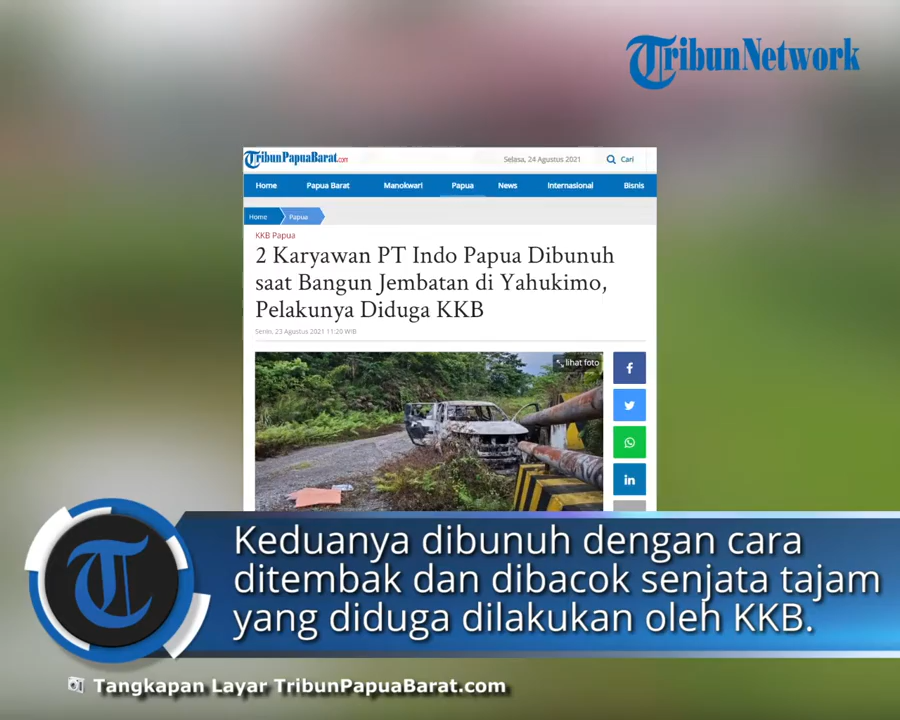 TribunNetwork
TribunPapuaBarat.com
Selasa, 24 Agustus 2021
Cari
Home Papua Barat Manokwari Papua News Internasional Bisnis
Home Papua
KKB Papua
2 Karyawan PT Indo Papua Dibunuh
saat Bangun Jembatan di Yahukimo,
Pelakunya Diduga KKB
Senin, 23 Agustus 2021 11:20 WIB
lihat foto
Keduanya dibunuh dengan cara
ditembak dan dibacok senjata tajam
yang diduga dilakukan oleh KKB.
Tangkapan Layar TribunPapuaBarat.com